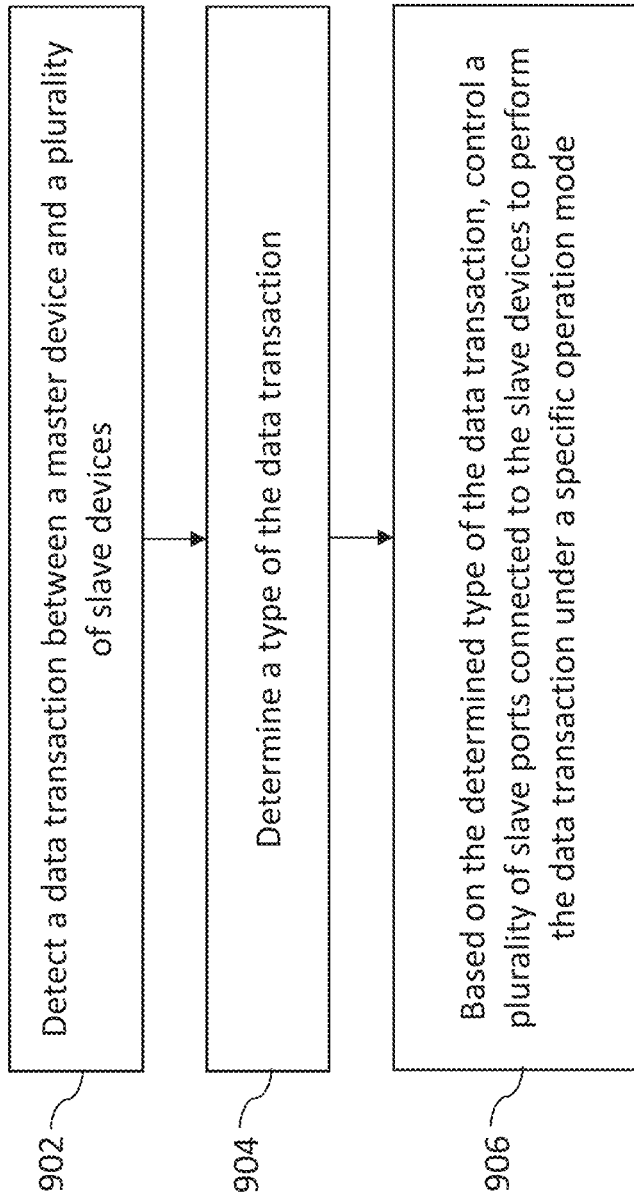 902
Detect a data transaction between a master device and a plurality
of slave devices
904
Determine a type of the data transaction
906
Based on the determined type of the data transaction, control a
plurality of slave ports connected to the slave devices to perform
the data transaction under a specific operation mode